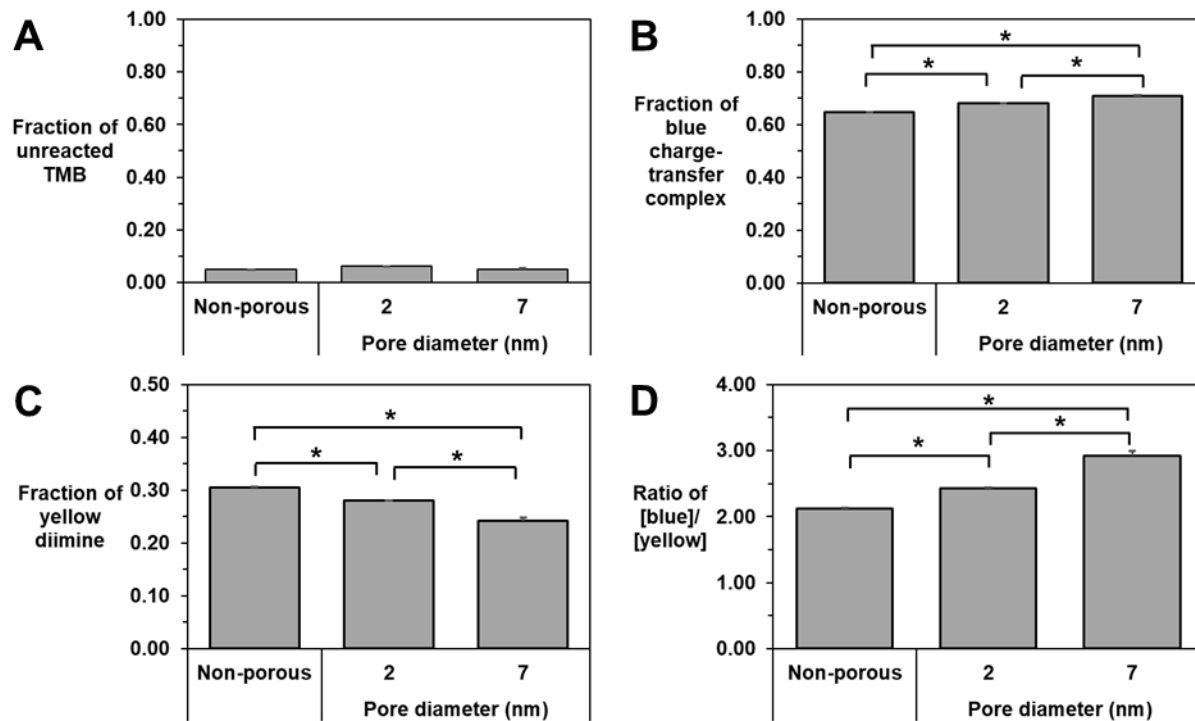 A
Fraction of
unreacted
TMB
1.00
0.80
0.60
0.40
0.20
0.00
Non-porous
2
7
Pore diameter (nm)
B
Fraction of
blue
charge-
transfer
complex
1.00
0.80
0.60
0.40
0.20
0.00
*
*
*
Non-porous
2
7
Pore diameter (nm)
C
Fraction of
yellow
diimine
0.50
0.40
0.30
0.20
0.10
0.00
*
*
*
Non-porous
2
7
Pore diameter (nm)
D
Ratio of
[blue]/
[yellow]
4.00
3.00
2.00
1.00
0.00
*
*
*
Non-porous
2
7
Pore diameter (nm)